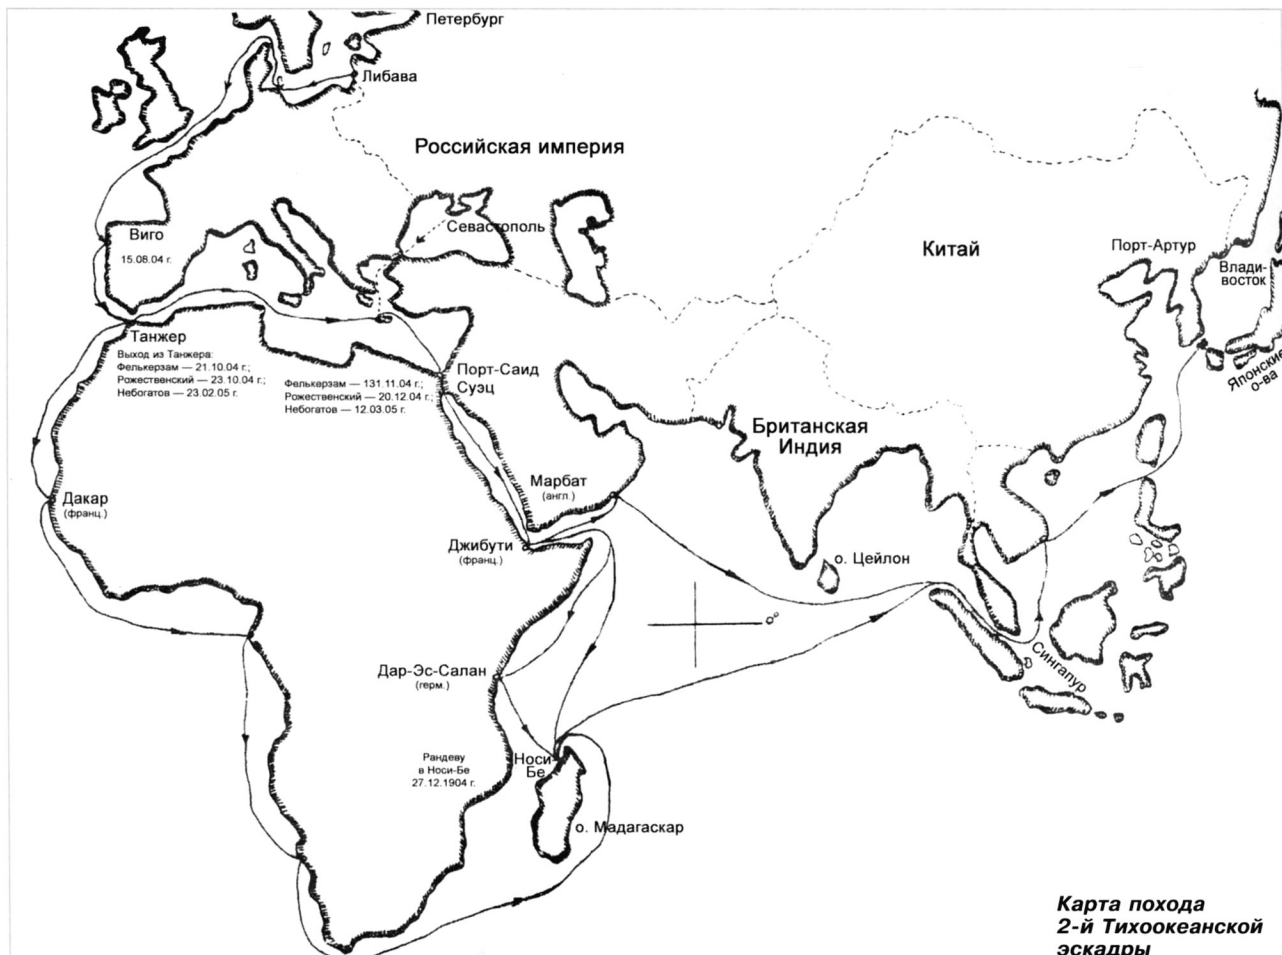 Петербург
Либава
Российская империя
Севастополь
Виго
15.08.04 г.
Китай
Порт-Артур
Влади-
восток
Японские
о-ва
Танжер
Выход из Танжера:
Фелькерзам — 21.10.04 г.;
Рожественский — 23.10.04 г.;
Небогатов — 23.02.05 г.
Фелькерзам — 131.11.04 г.;
Рожественский — 20.12.04 г.;
Небогатов — 12.03.05 г.
Порт-Саид
Суэц
Британская
Индия
Марбат
(англ.)
Дакар
(франц.)
Джибути
(франц.)
о. Цейлон
Дар-Эс-Салан
(герм.)
Сингапур
Рандеву
в Носи-Бе
27.12.1904 г.
Носи-
Бе
о. Мадагаскар
Карта похода
2-й Тихоокеанской
эскадры